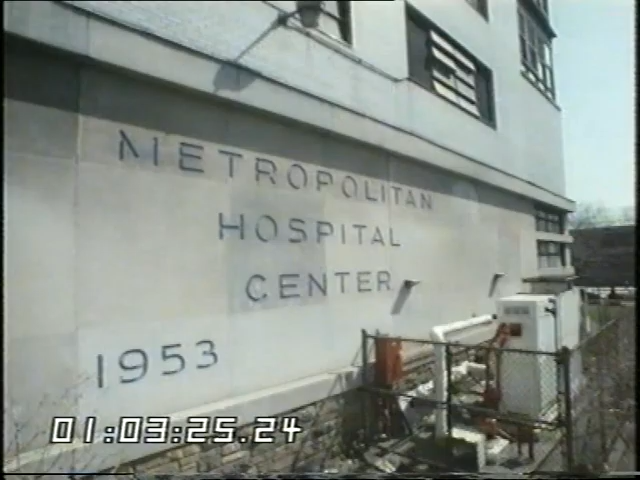 METROPOLITAN
HOSPITAL
CENTER
1953
01:03:25.24